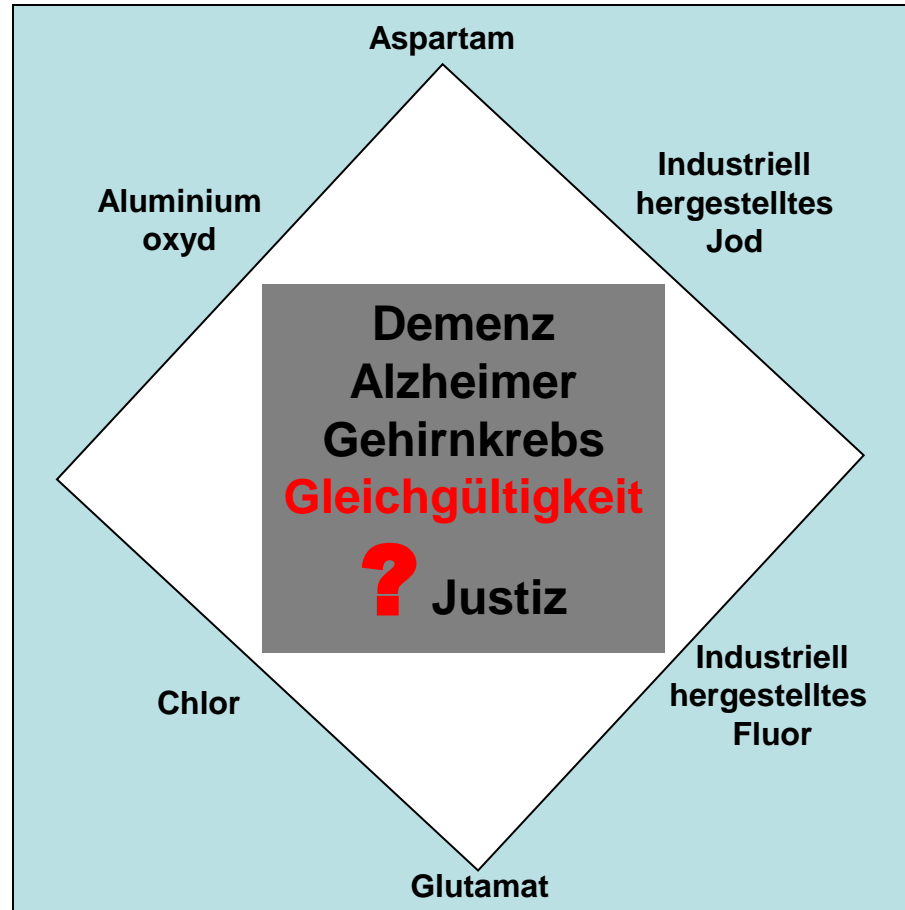 Aspartam
Aluminium
oxyd
Industriell
hergestelltes
Jod
Demenz
Alzheimer
Gehirnkrebs
Gleichgültigkeit
? Justiz
Chlor
Industriell
hergestelltes
Fluor
Glutamat